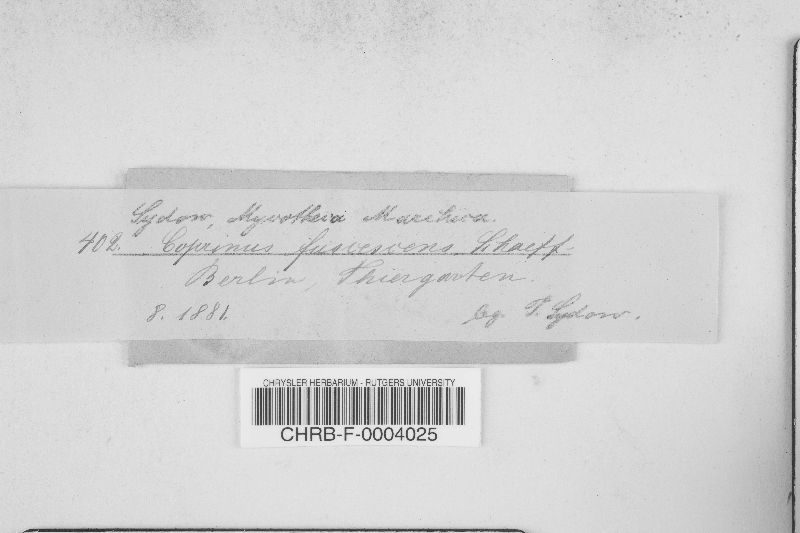 Sydow, Mycotheca Marchica.
402. Coprinus fuscescens Schaeff.
Berlin, Thiergarten.
8. 1881. leg P. Sydow.
CHRYSLER HERBARIUM - RUTGERS UNIVERSITY
CHRB-F-0004025